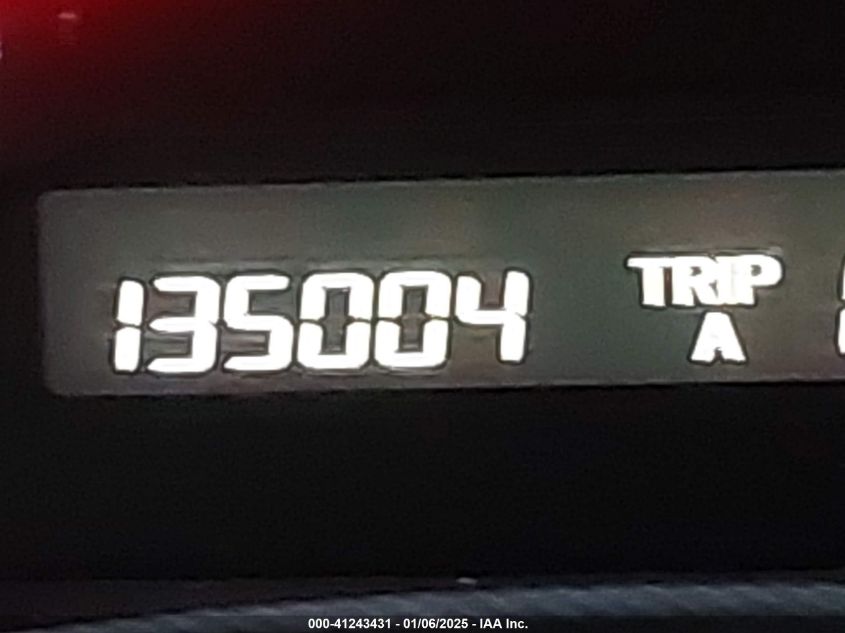 135004 TRIP
A
000-41243431 - 01/06/2025 - IAA Inc.